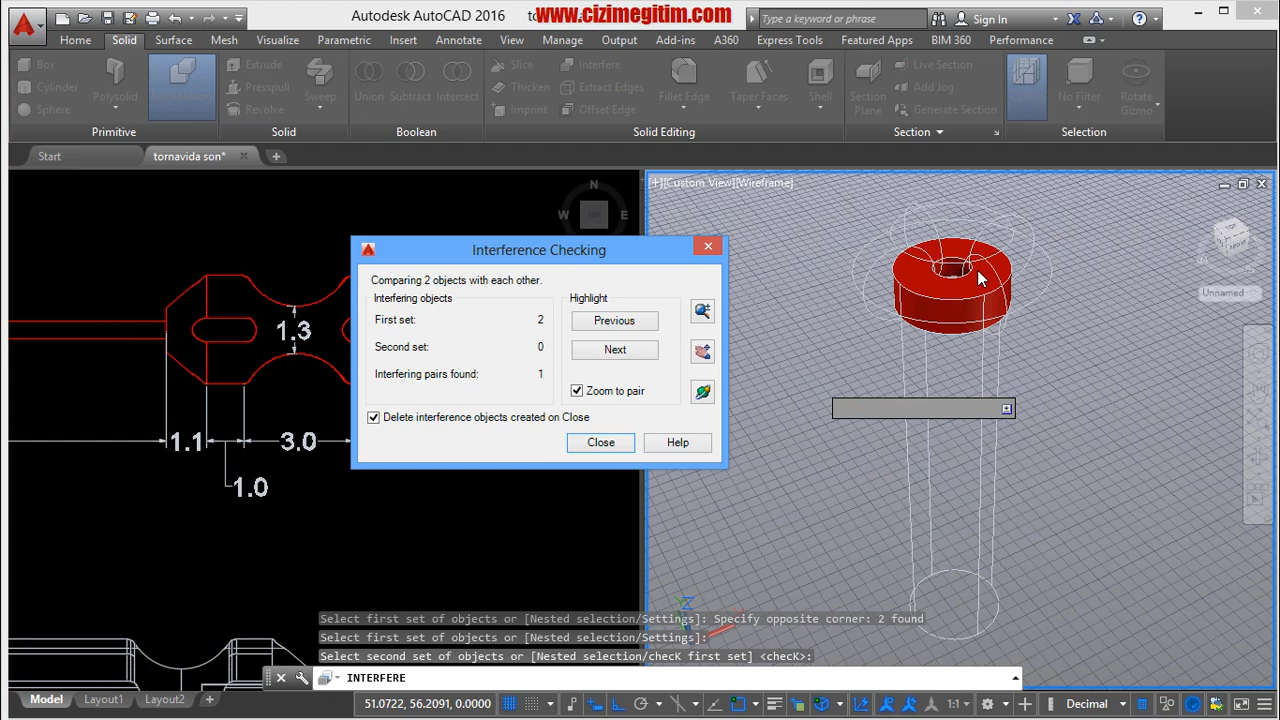 Autodesk AutoCAD 2016
www.cizimegitim.com
Type a keyword or phrase
Sign In
Home Solid Surface Mesh Visualize Parametric Insert Annotate View Manage Output Add-ins A360 Express Tools Featured Apps BIM 360 Performance
Box
Cylinder
Sphere
Polysolid
Extrude
Presspull
Revolve
Sweep
Union
Subtract
Intersect
Slice
Thicken
Imprint
Interfere
Extract Edges
Offset Edge
Fillet Edge
Taper Faces
Shell
Section
Plane
Live Section
Add Jog
Generate Section
No Filter
Rotate
Gizmo
Primitive Solid Boolean Solid Editing Section Selection
Start tornavida son*
[+][Custom View][Wireframe]
N
W TOP E
TOP
Unnamed
1.3
1.1
3.0
1.0
Interference Checking
Comparing 2 objects with each other.
Interfering objects
First set: 2
Second set: 0
Interfering pairs found: 1
Highlight
Previous
Next
Zoom to pair
Delete interference objects created on Close
Close Help
Z
Select first set of objects or [Nested selection/Settings]: Specify opposite corner: 2 found
Select first set of objects or [Nested selection/Settings]:
Select second set of objects or [Nested selection/checK first set] <checK>:
INTERFERE
Model Layout1 Layout2 +
51.0722, 56.2091, 0.0000
1:1
Decimal